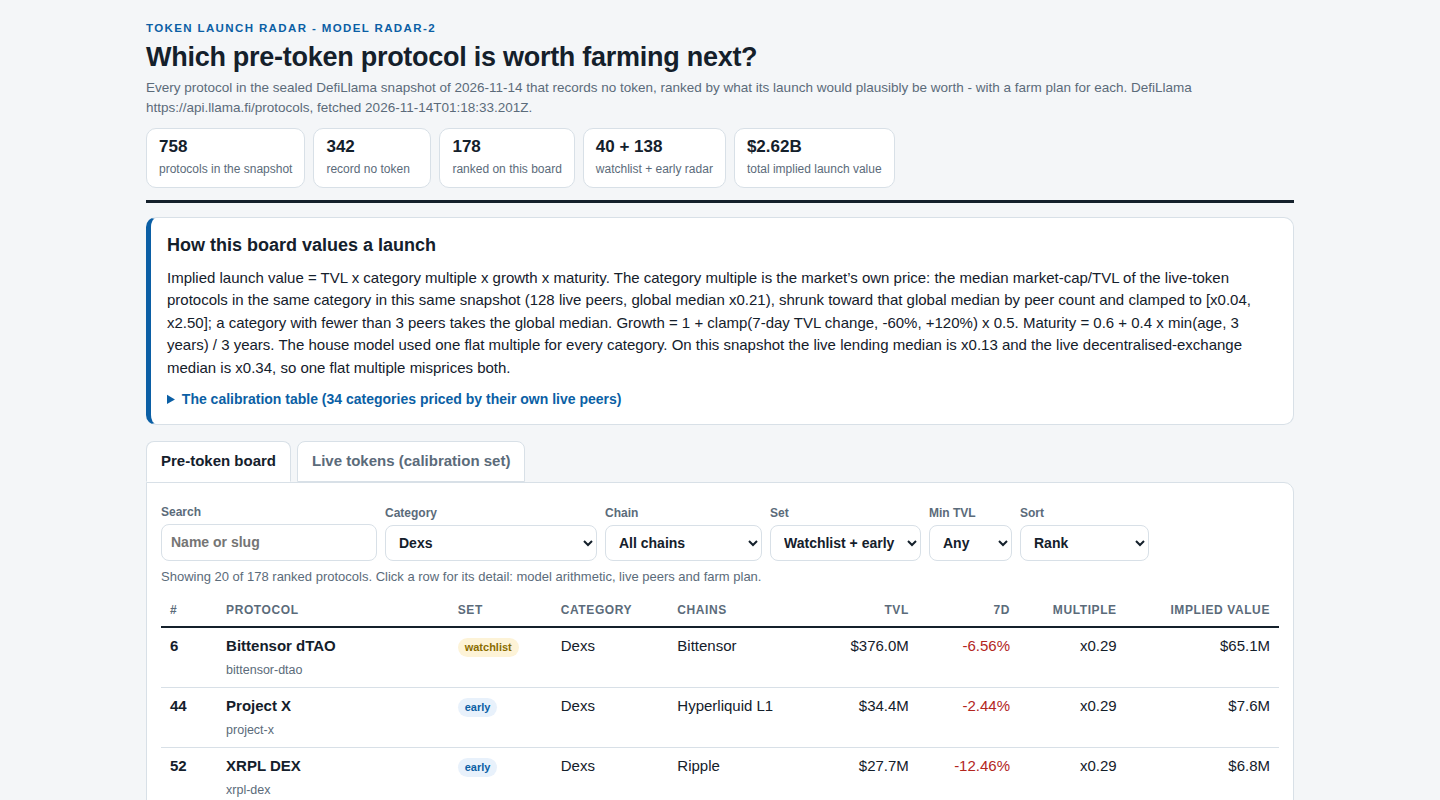 TOKEN LAUNCH RADAR - MODEL RADAR-2
Which pre-token protocol is worth farming next?
Every protocol in the sealed DefiLlama snapshot of 2026-11-14 that records no token, ranked by what its launch would plausibly be worth - with a farm plan for each. DefiLlama
https://api.llama.fi/protocols, fetched 2026-11-14T01:18:33.201Z.
758
protocols in the snapshot
342
record no token
178
ranked on this board
40 + 138
watchlist + early radar
$2.62B
total implied launch value
How this board values a launch
Implied launch value = TVL x category multiple x growth x maturity. The category multiple is the market’s own price: the median market-cap/TVL of the live-token
protocols in the same category in this same snapshot (128 live peers, global median x0.21), shrunk toward that global median by peer count and clamped to [x0.04,
x2.50]; a category with fewer than 3 peers takes the global median. Growth = 1 + clamp(7-day TVL change, -60%, +120%) x 0.5. Maturity = 0.6 + 0.4 x min(age, 3
years) / 3 years. The house model used one flat multiple for every category. On this snapshot the live lending median is x0.13 and the live decentralised-exchange
median is x0.34, so one flat multiple misprices both.
The calibration table (34 categories priced by their own live peers)
Pre-token board
Live tokens (calibration set)
Search Category Chain Set Min TVL Sort
Name or slug Dexs All chains Watchlist + early Any Rank
Showing 20 of 178 ranked protocols. Click a row for its detail: model arithmetic, live peers and farm plan.
# PROTOCOL SET CATEGORY CHAINS TVL 7D MULTIPLE IMPLIED VALUE
6 Bittensor dTAO watchlist Dexs Bittensor $376.0M -6.56% x0.29 $65.1M
bittensor-dtao
44 Project X early Dexs Hyperliquid L1 $34.4M -2.44% x0.29 $7.6M
project-x
52 XRPL DEX early Dexs Ripple $27.7M -12.46% x0.29 $6.8M
xrpl-dex